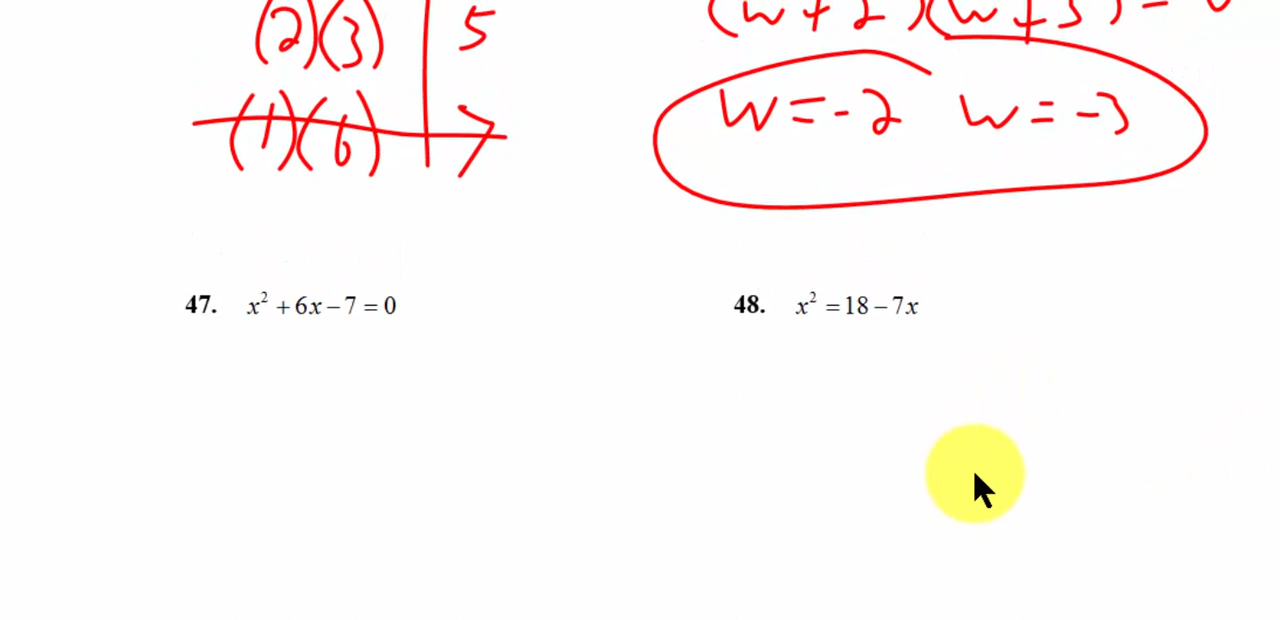 (2)(3) 5 (w+2)(w+3)=0
(1)(6) 7 w=-2 w=-3
47. x² + 6x – 7 = 0 48. x² = 18 – 7x